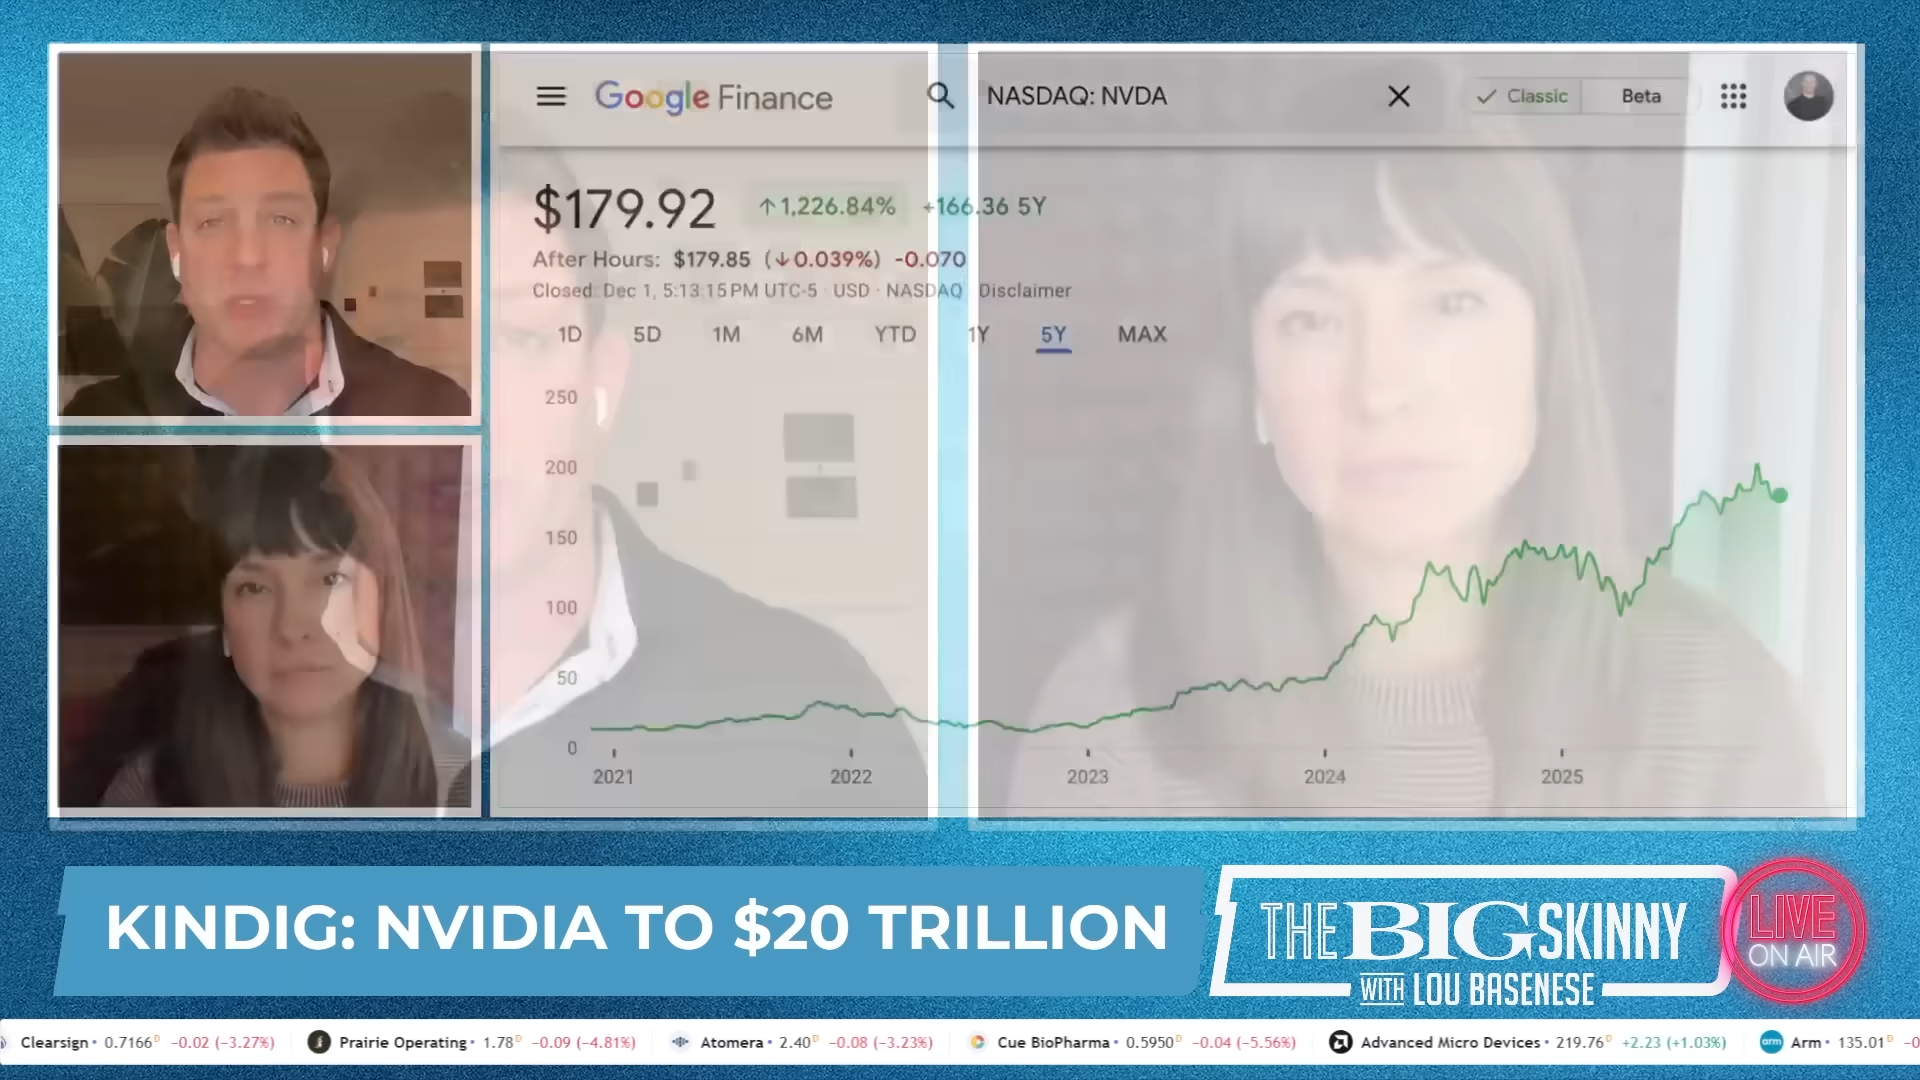 Google Finance
NASDAQ: NVDA
Classic
Beta
$179.92
↑1,226.84%
+166.36 5Y
After Hours: $179.85 (↓0.039%) -0.070
Closed: Dec 1, 5:13:15 PM UTC-5 · USD · NASDAQ · Disclaimer
1D 5D 1M 6M YTD 1Y 5Y MAX
250
200
150
100
50
0
2021 2022 2023 2024 2025
KINDIG: NVIDIA TO $20 TRILLION
THE BIG SKINNY
WITH LOU BASENESE
LIVE
ON AIR
Clearsign • 0.7166 D −0.02 (−3.27%) Prairie Operating • 1.78 D −0.09 (−4.81%) Atomera • 2.40 D −0.08 (−3.23%) Cue BioPharma • 0.5950 D −0.04 (−5.56%) Advanced Micro Devices • 219.76 D +2.23 (+1.03%) arm Arm • 135.01 D −0